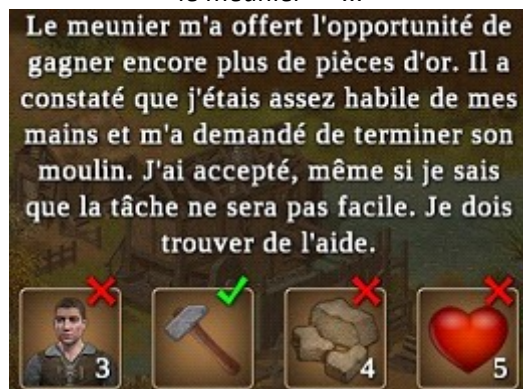 Le meunier m'a offert l'opportunité de
gagner encore plus de pièces d'or. Il a
constaté que j'étais assez habile de mes
mains et m'a demandé de terminer son
moulin. J'ai accepté, même si je sais
que la tâche ne sera pas facile. Je dois
trouver de l'aide.
3 4 5